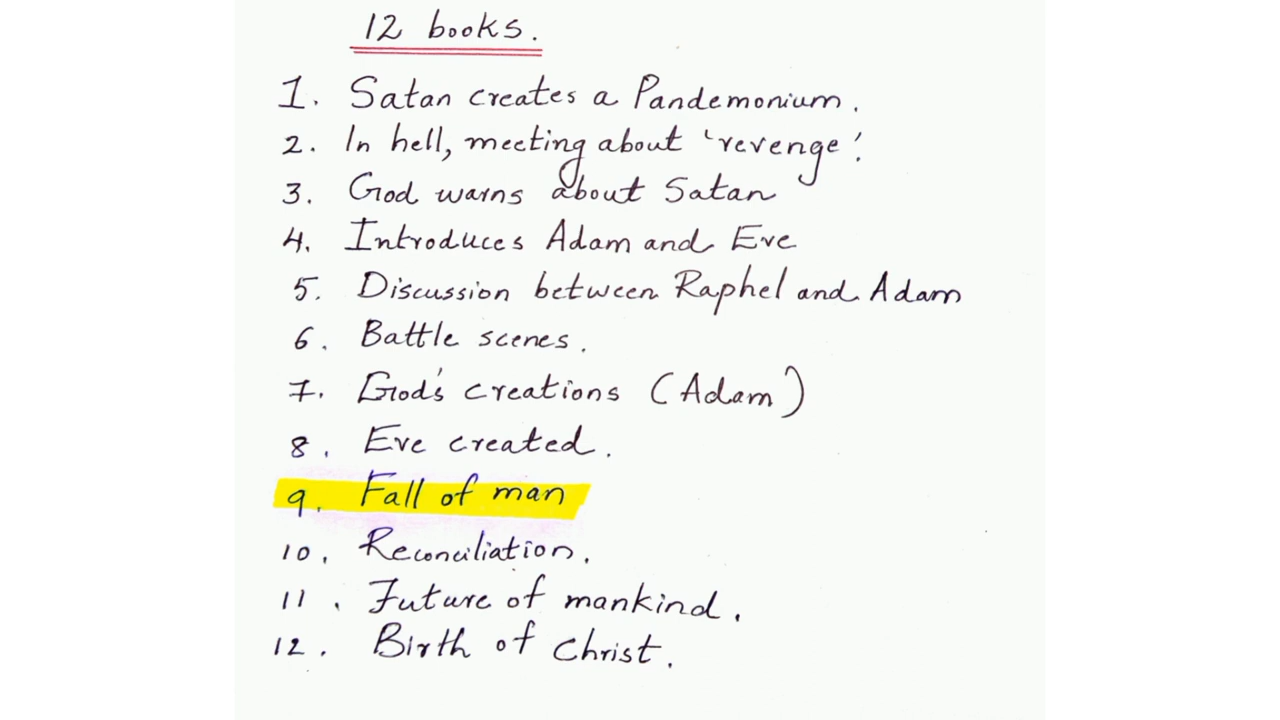 12 books.
1. Satan creates a Pandemonium.
2. In hell, meeting about 'revenge'.
3. God warns about Satan
4. Introduces Adam and Eve
5. Discussion between Raphel and Adam
6. Battle scenes.
7. God's creations (Adam)
8. Eve created.
9. Fall of man
10. Reconciliation.
11. Future of mankind.
12. Birth of Christ.